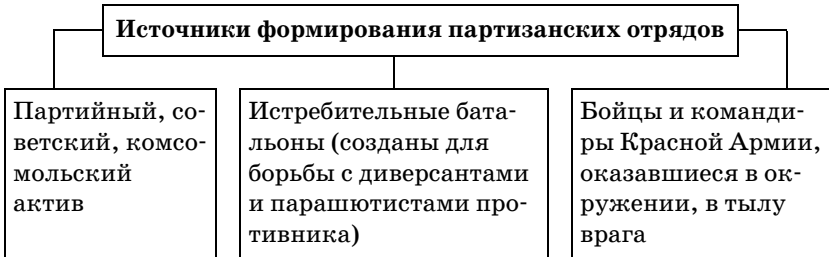 Источники формирования партизанских отрядов
Партийный, со-
ветский, комсо-
мольский
актив
Истребительные бата-
льоны (созданы для
борьбы с диверсантами
и парашютистами про-
тивника)
Бойцы и команди-
ры Красной Армии,
оказавшиеся в ок-
ружении, в тылу
врага